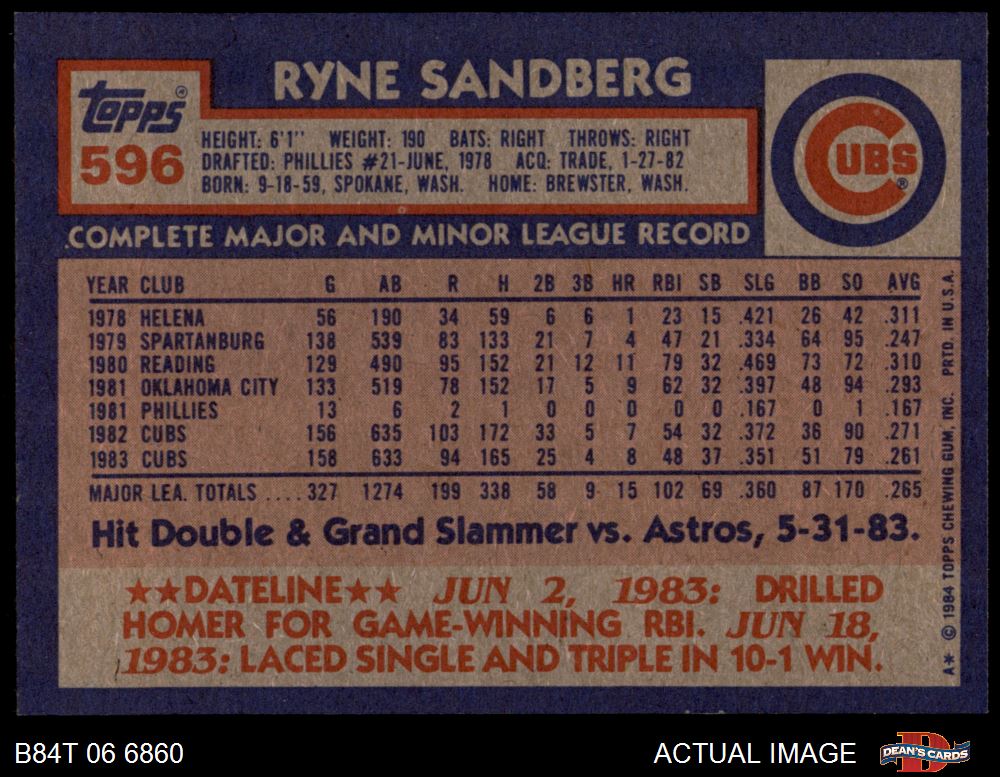 RYNE SANDBERG
Topps®
596
HEIGHT: 6'1" WEIGHT: 190 BATS: RIGHT THROWS: RIGHT
DRAFTED: PHILLIES #21-JUNE, 1978 ACQ: TRADE, 1-27-82
BORN: 9-18-59, SPOKANE, WASH. HOME: BREWSTER, WASH.
CUBS®
COMPLETE MAJOR AND MINOR LEAGUE RECORD
YEAR CLUB G AB R H 2B 3B HR RBI SB SLG BB SO AVG
1978 HELENA 56 190 34 59 6 6 1 23 15 .421 26 42 .311
1979 SPARTANBURG 138 539 83 133 21 7 4 47 21 .334 64 95 .247
1980 READING 129 490 95 152 21 12 11 79 32 .469 73 72 .310
1981 OKLAHOMA CITY 133 519 78 152 17 5 9 62 32 .397 48 94 .293
1981 PHILLIES 13 6 2 1 0 0 0 0 0 .167 0 1 .167
1982 CUBS 156 635 103 172 33 5 7 54 32 .372 36 90 .271
1983 CUBS 158 633 94 165 25 4 8 48 37 .351 51 79 .261
MAJOR LEA. TOTALS .... 327 1274 199 338 58 9 15 102 69 .360 87 170 .265
Hit Double & Grand Slammer vs. Astros, 5-31-83.
★★DATELINE★★ JUN 2, 1983: DRILLED
HOMER FOR GAME-WINNING RBI. JUN 18,
1983: LACED SINGLE AND TRIPLE IN 10-1 WIN.
A* © 1984 TOPPS CHEWING GUM, INC. PRTD. IN U.S.A.
B84T 06 6860
ACTUAL IMAGE
DEAN'S CARDS